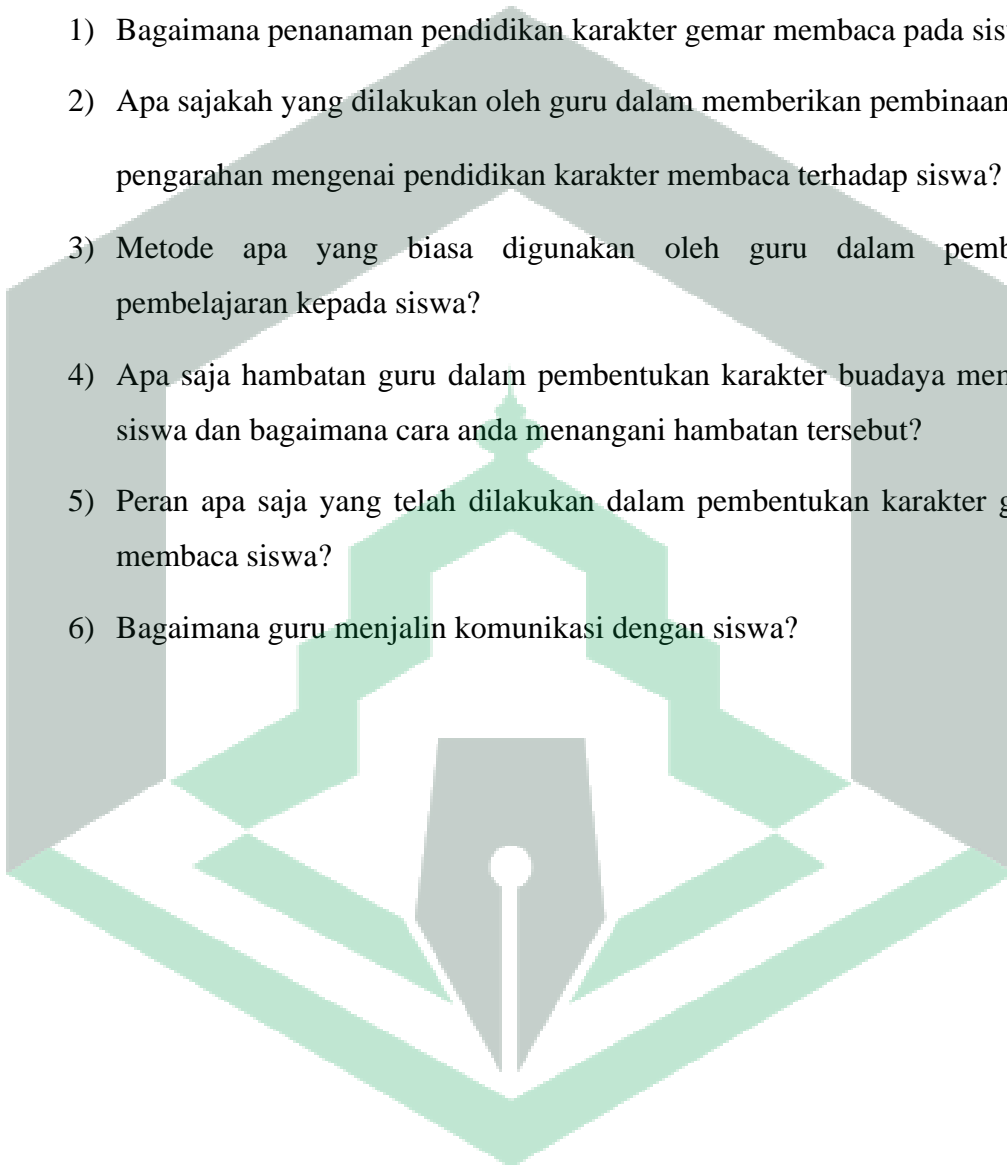 1) Bagaimana penanaman pendidikan karakter gemar membaca pada
2) Apa sajakah yang dilakukan oleh guru dalam memberikan pembinaan
pengarahan mengenai pendidikan karakter membaca terhadap siswa?
3) Metode apa yang biasa digunakan oleh guru dalam
pembelajaran kepada siswa?
4) Apa saja hambatan guru dalam pembentukan karakter buadaya
siswa dan bagaimana cara anda menangani hambatan tersebut?
5) Peran apa saja yang telah dilakukan dalam pembentukan karakter
membaca siswa?
6) Bagaimana guru menjalin komunikasi dengan siswa?